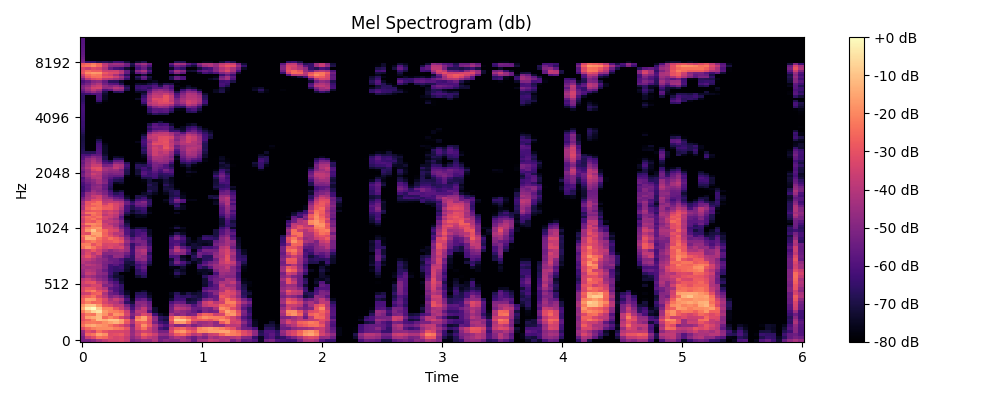 Mel Spectrogram (db)
8192
4096
2048
1024
512
0
Hz
0 1 2 3 4 5 6
Time
+0 dB
-10 dB
-20 dB
-30 dB
-40 dB
-50 dB
-60 dB
-70 dB
-80 dB